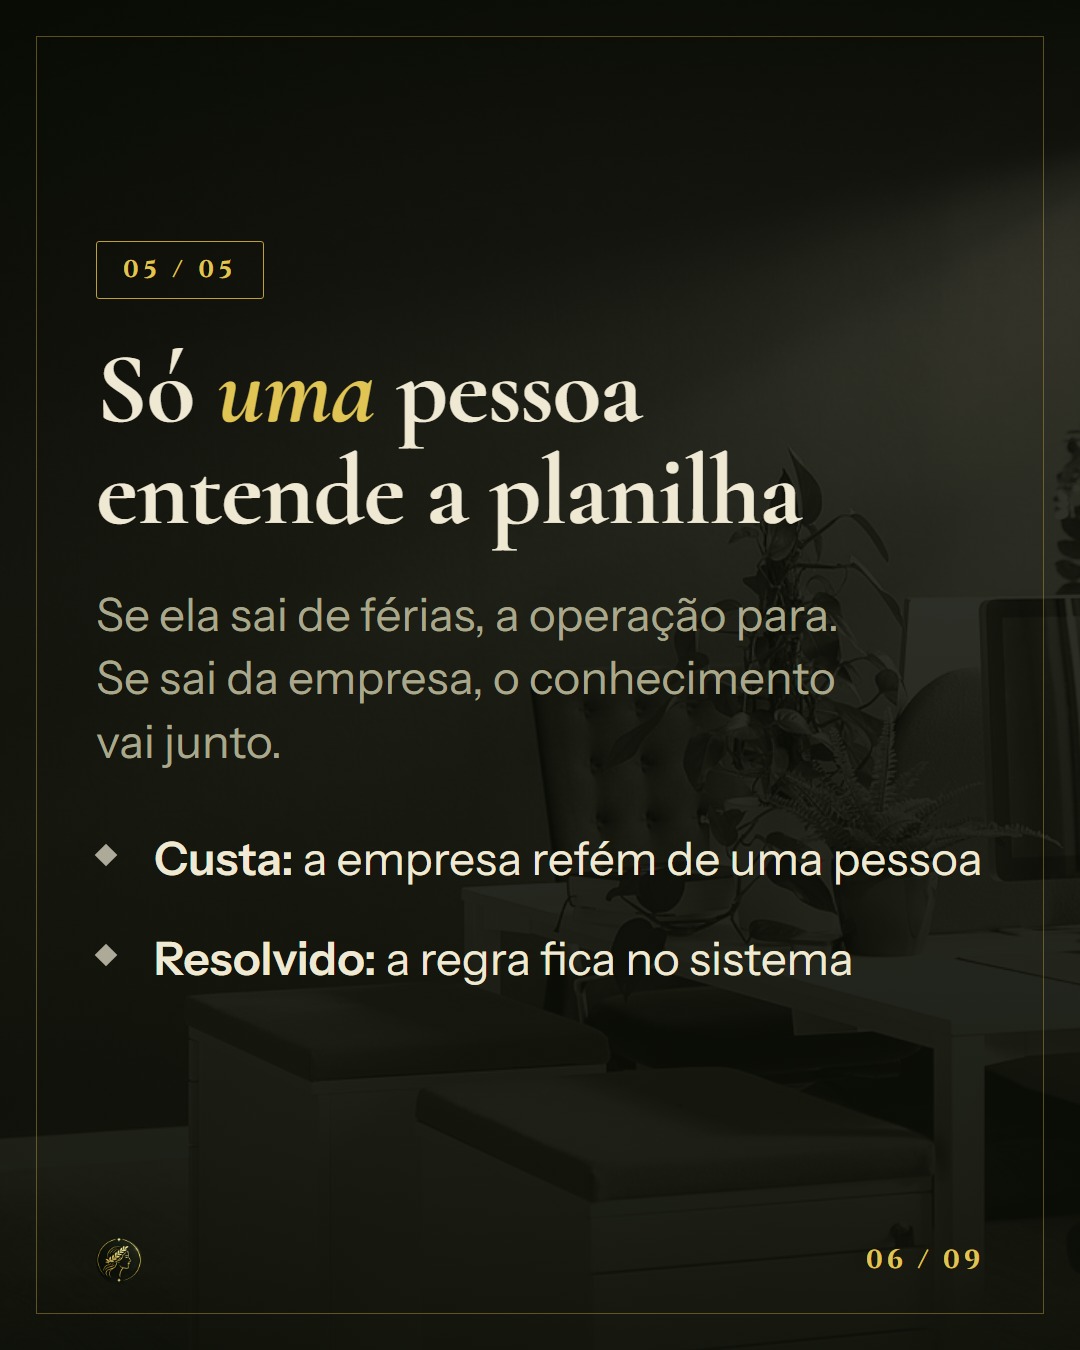 05 / 05
Só uma pessoa
entende a planilha
Se ela sai de férias, a operação para.
Se sai da empresa, o conhecimento
vai junto.
Custa: a empresa refém de uma pessoa
Resolvido: a regra fica no sistema
06 / 09